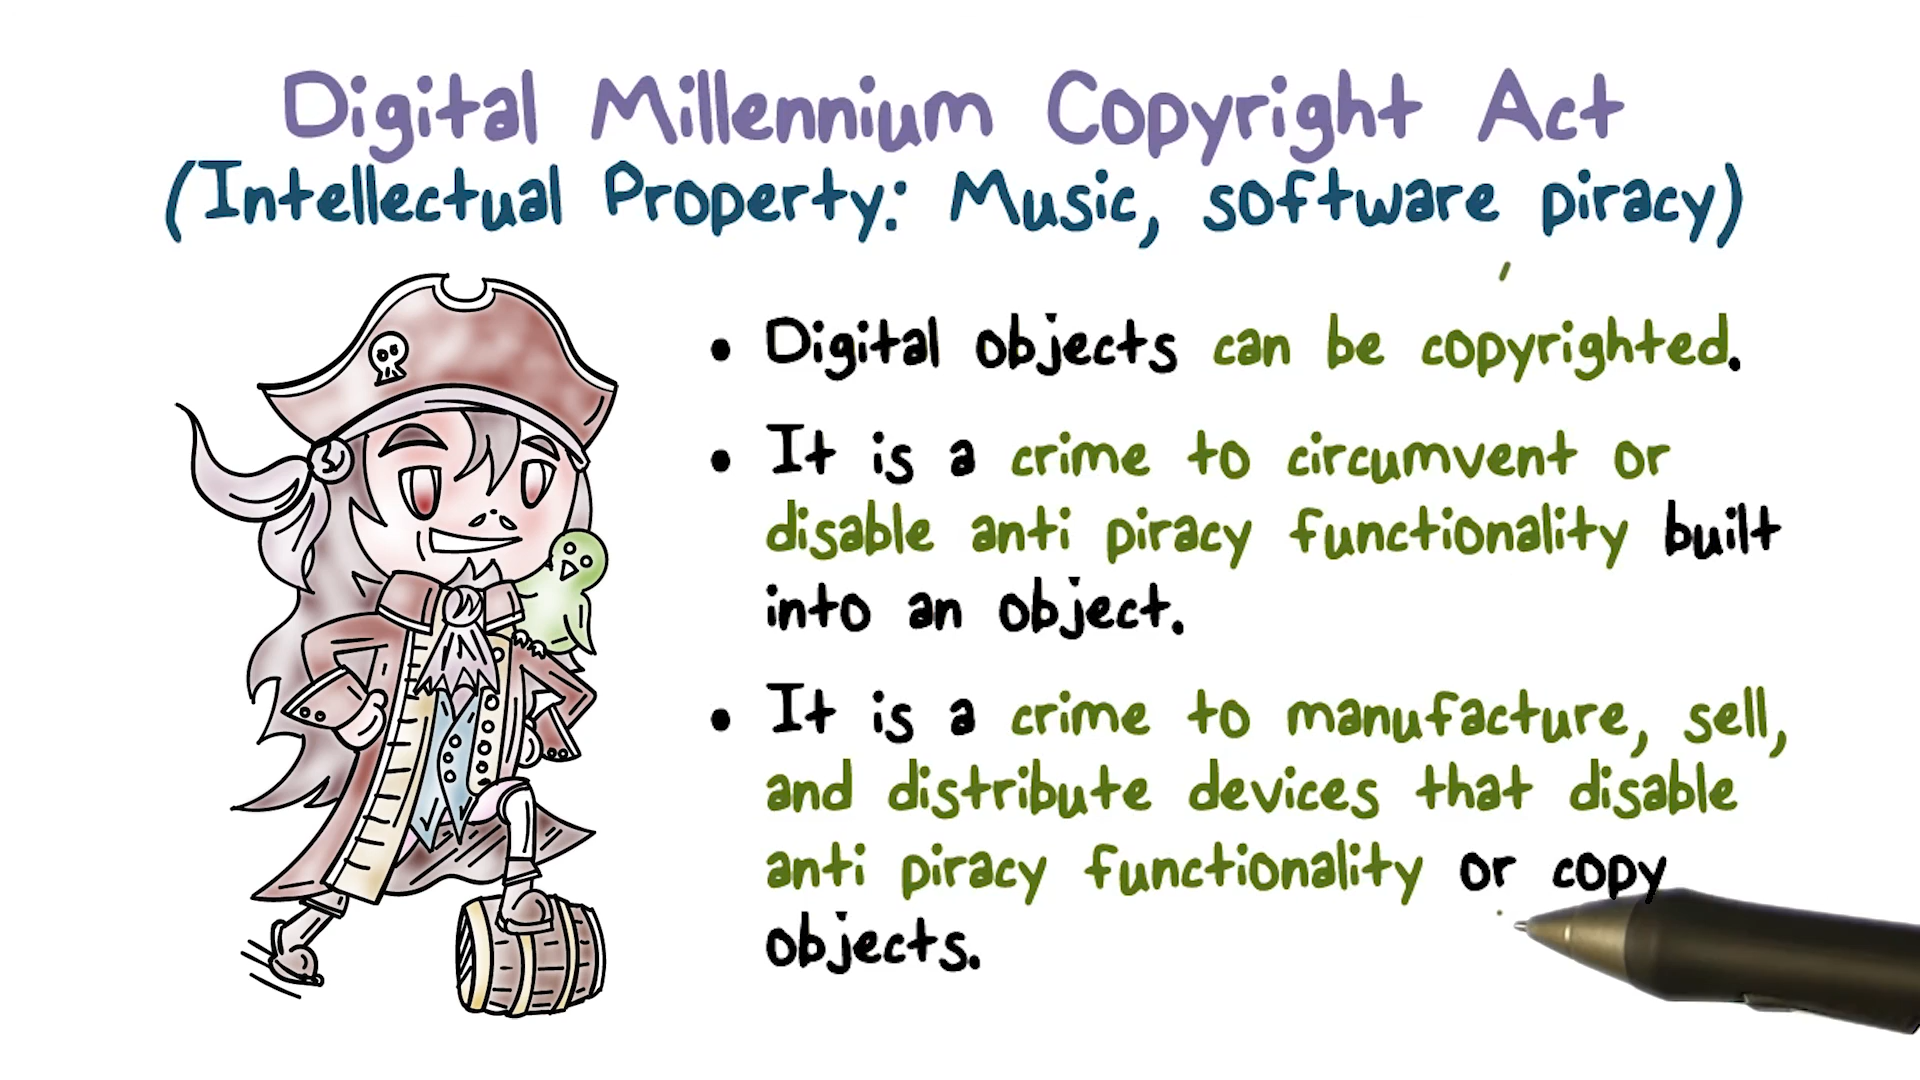 Digital Millennium Copyright Act
(Intellectual Property: Music, software piracy)
• Digital objects can be copyrighted.
• It is a crime to circumvent or
disable anti piracy functionality built
into an object.
• It is a crime to manufacture, sell,
and distribute devices that disable
anti piracy functionality or copy
objects.